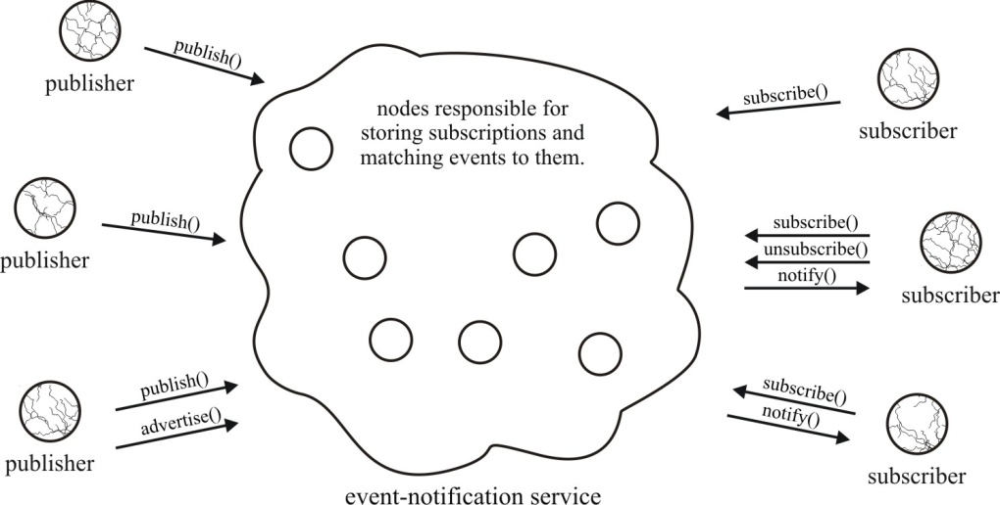 publish()
publisher
nodes responsible for
storing subscriptions and
matching events to them.
subscribe()
subscriber
publish()
publisher
subscribe()
unsubscribe()
notify()
subscriber
publish()
advertise()
publisher
subscribe()
notify()
subscriber
event-notification service